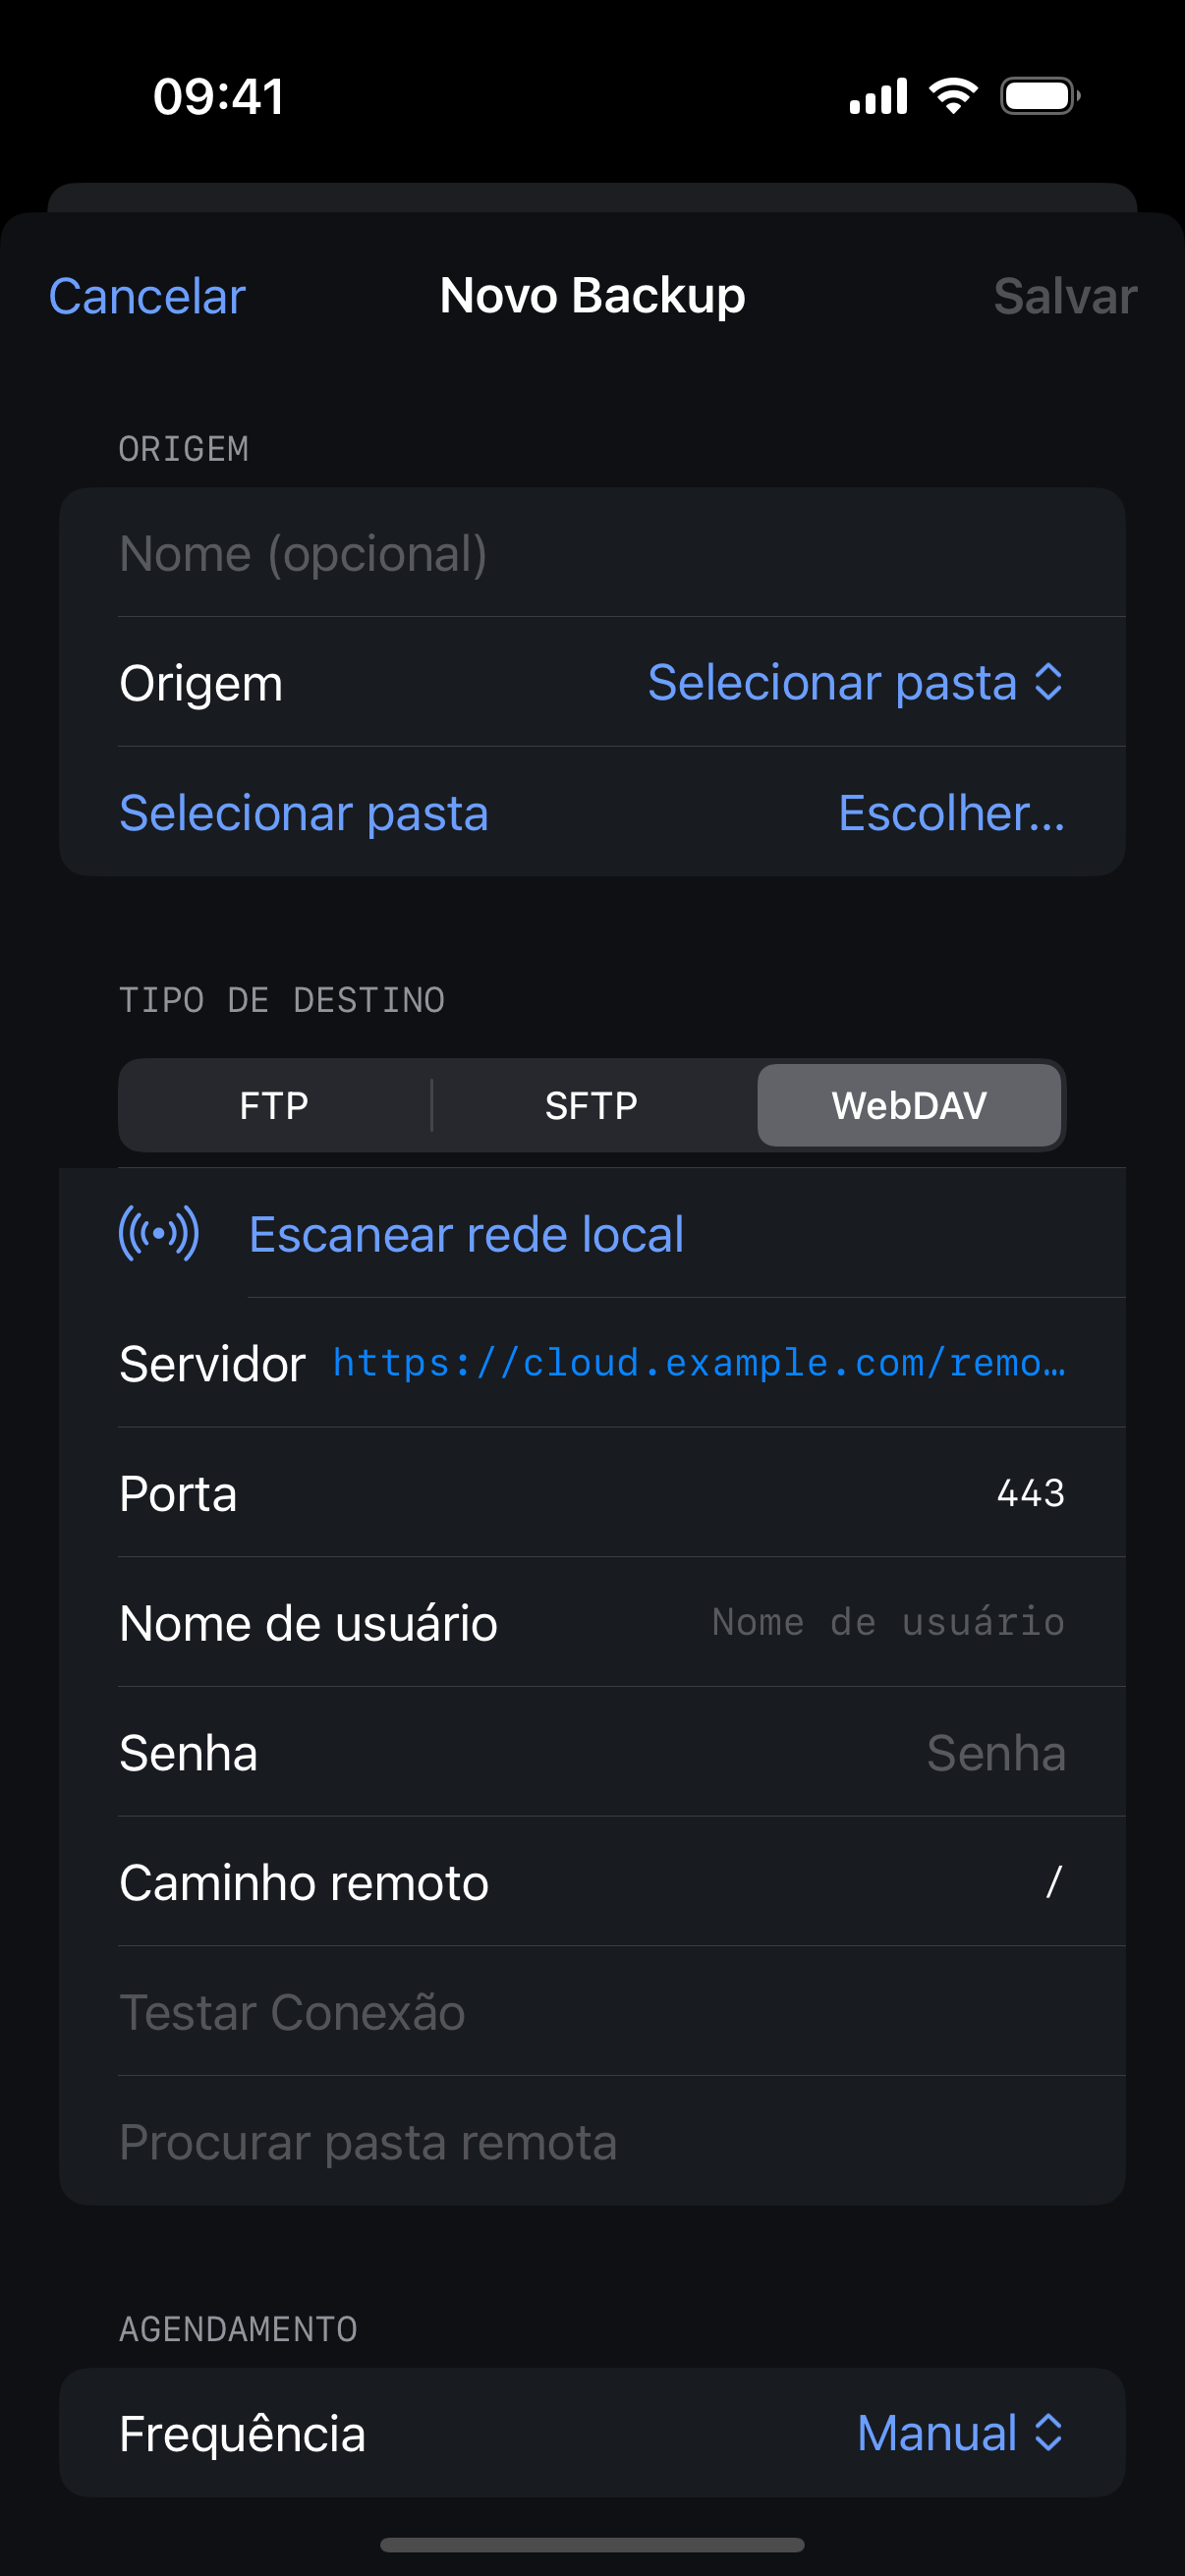 09:41
Cancelar Novo Backup Salvar
ORIGEM
Nome (opcional)
Origem Selecionar pasta
Selecionar pasta Escolher...
TIPO DE DESTINO
FTP SFTP WebDAV
Escanear rede local
Servidor https://cloud.example.com/remo…
Porta 443
Nome de usuário Nome de usuário
Senha Senha
Caminho remoto /
Testar Conexão
Procurar pasta remota
AGENDAMENTO
Frequência Manual